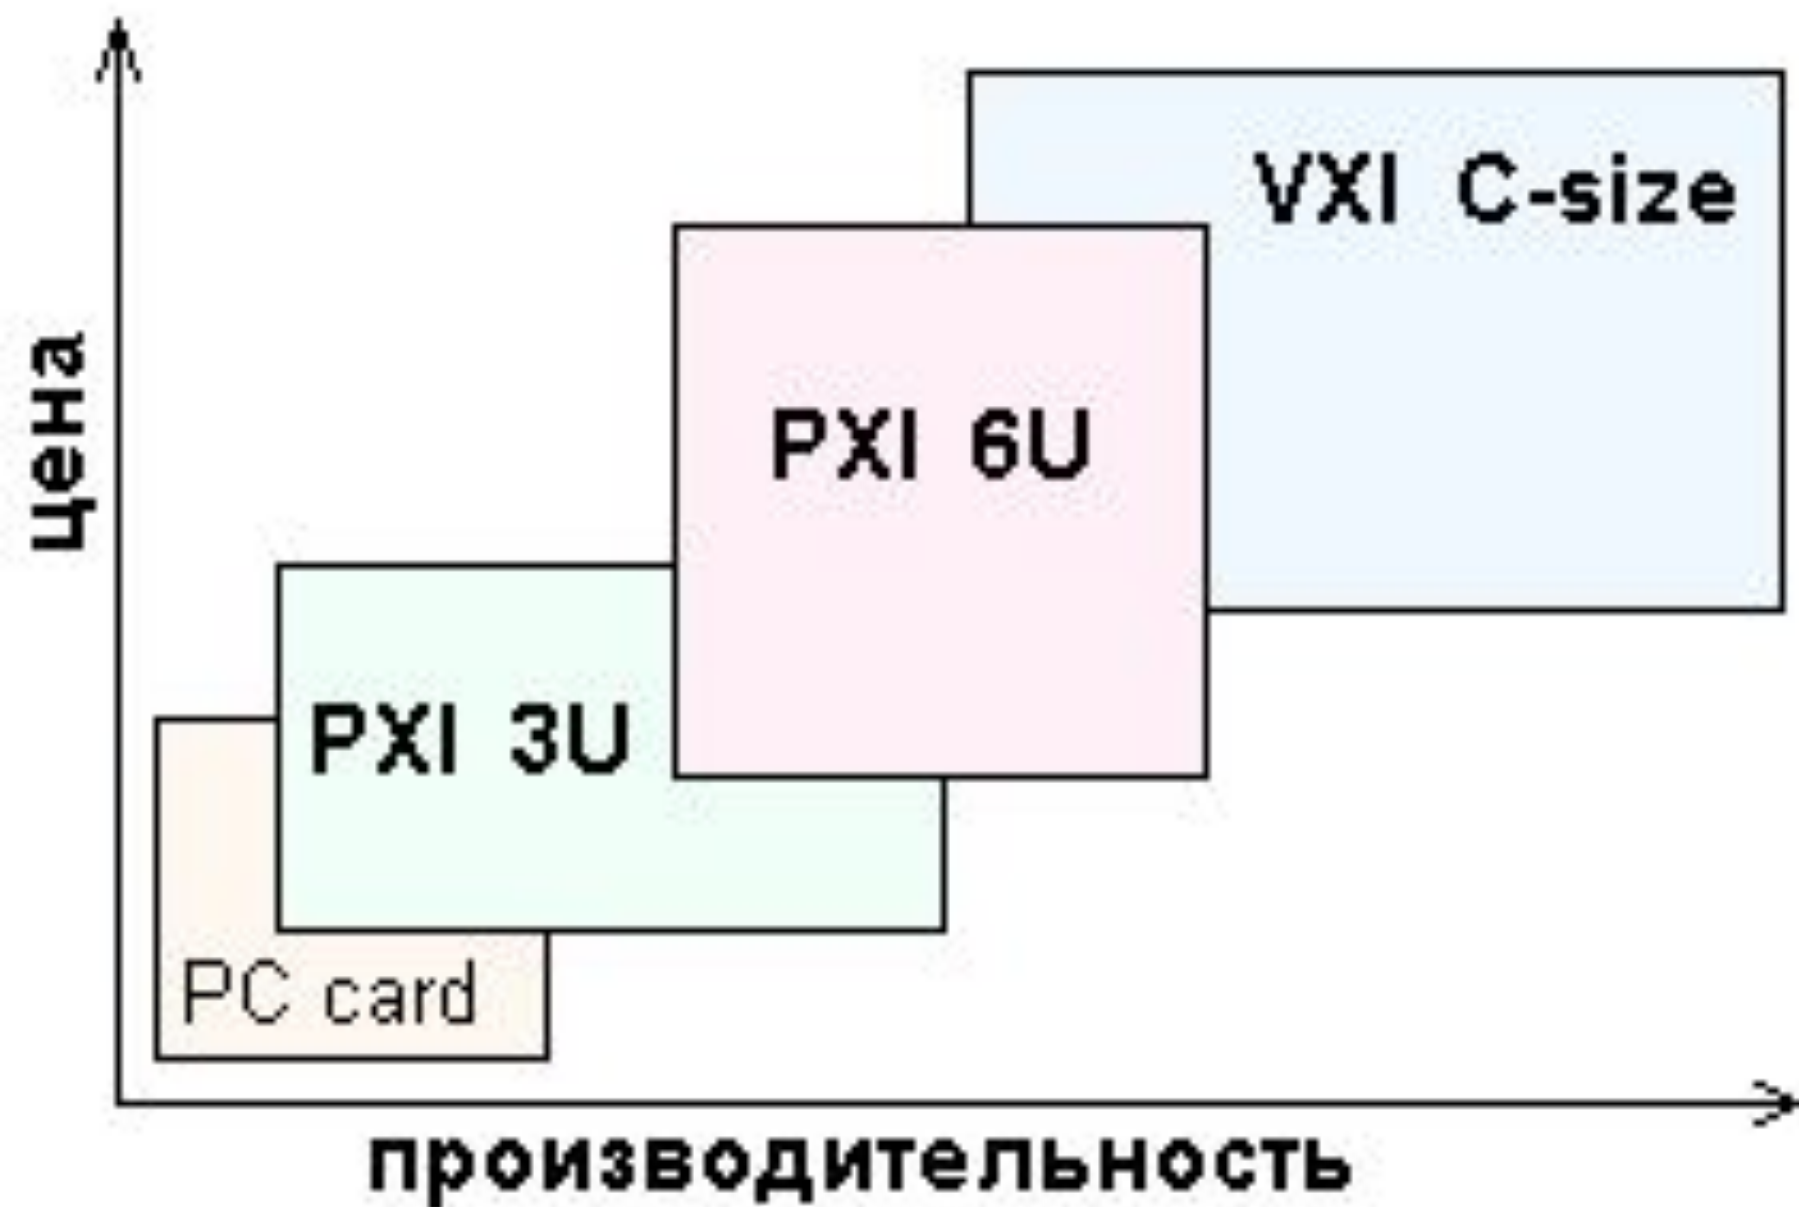 VXI C-size
PXI 6U
цена
PXI 3U
PC card
производительность